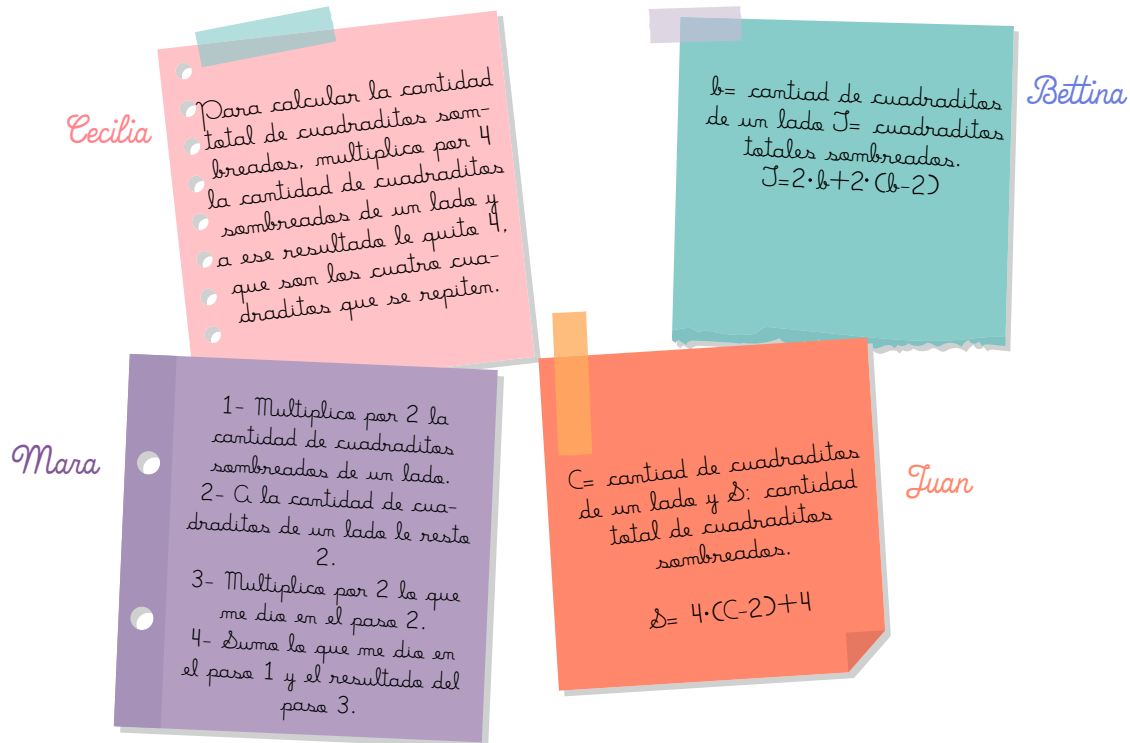 Cecilia
Para calcular la cantidad
total de cuadraditos som-
breados, multiplico por 4
la cantidad de cuadraditos
sombreados de un lado y
a ese resultado le quito 4,
que son los cuatro cua-
draditos que se repiten.
Bettina
b= cantiad de cuadraditos
de un lado T= cuadraditos
totales sombreados.
T=2·b+2·(b-2)
Mara
1- Multiplico por 2 la
cantidad de cuadraditos
sombreados de un lado.
2- A la cantidad de cua-
draditos de un lado le resto
2.
3- Multiplico por 2 lo que
me dio en el paso 2.
4- Sumo lo que me dio en
el paso 1 y el resultado del
paso 3.
Juan
C= cantiad de cuadraditos
de un lado y S: cantidad
total de cuadraditos
sombreados.
S= 4·(C-2)+4